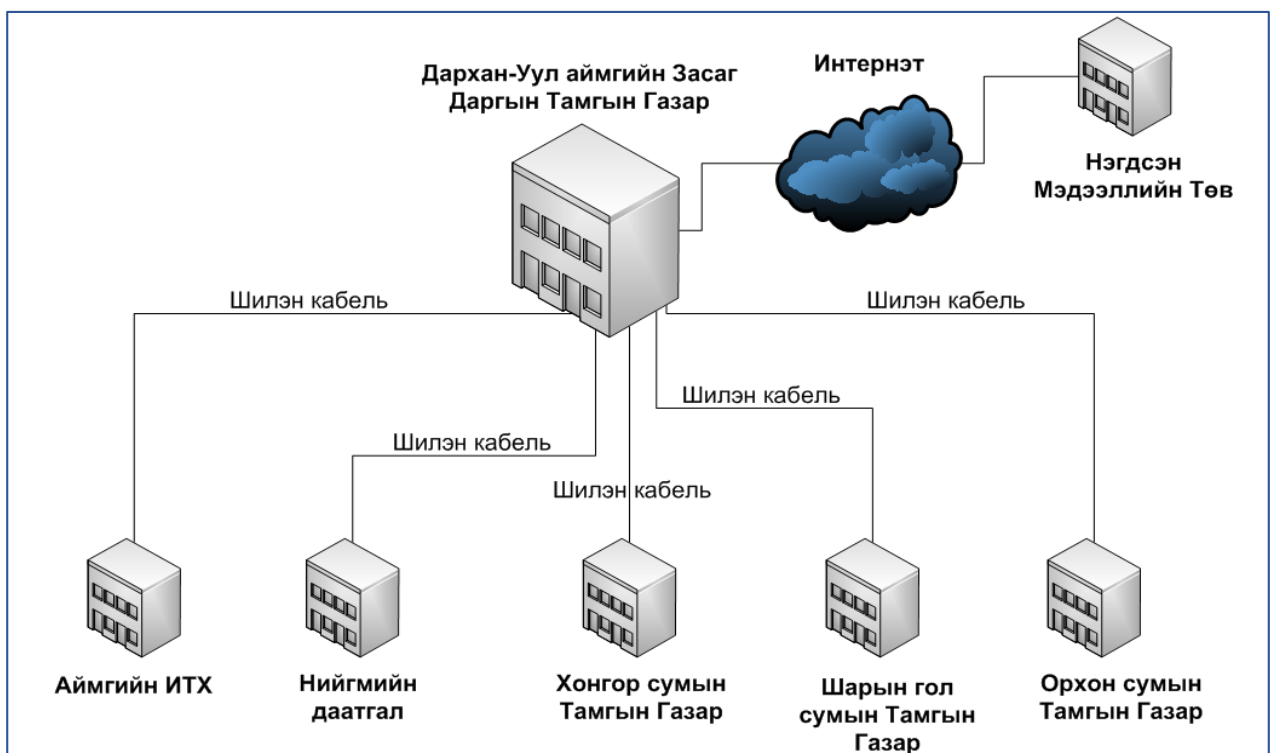 Дархан-Уул аймгийн Засаг
Даргын Тамгын Газар
Интернэт
Нэгдсэн
Мэдээллийн Төв
Шилэн кабель
Шилэн кабель
Шилэн кабель
Шилэн кабель
Шилэн кабель
Аймгийн ИТХ
Нийгмийн
даатгал
Хонгор сумын
Тамгын Газар
Шарын гол
сумын Тамгын
Газар
Орхон сумын
Тамгын Газар